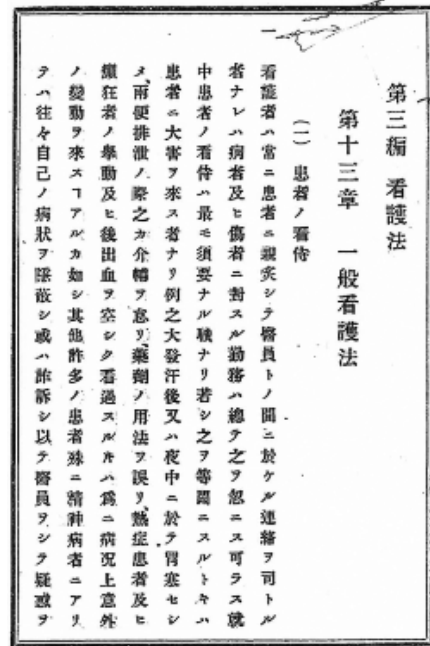 第三編 看護法
第十三章 一般看護法
(一) 患者ノ看侍
看護者ハ常ニ患者ニ親炙シテ醫員トノ間ニ於ケル連絡ヲ司トル
者ナレハ病者及ヒ傷者ニ對スル勤務ハ總テ之ヲ忽ニス可ラス就
中患者ノ看侍ハ最モ須要ナル職ナリ若シ之ヲ等閑ニスルトキハ
患者ニ大害ヲ來ス者ナリ例之大發汗後又ハ夜中ニ於テ冒寒セシ
メ、兩便排泄ノ際之カ介輔ヲ怠リ、藥劑ノ用法ヲ誤リ、熱症患者及ヒ
癲狂者ノ擧動及ヒ後出血ヲ空シク看過スルキハ爲ニ病況上意外
ノ變動ヲ來スヿアルカ如シ其他許多ノ患者殊ニ精神病者ニアリ
テハ往々自己ノ病狀ヲ隱蔽シ或ハ詐訴シ以テ醫員ヲシテ疑惑ヲ